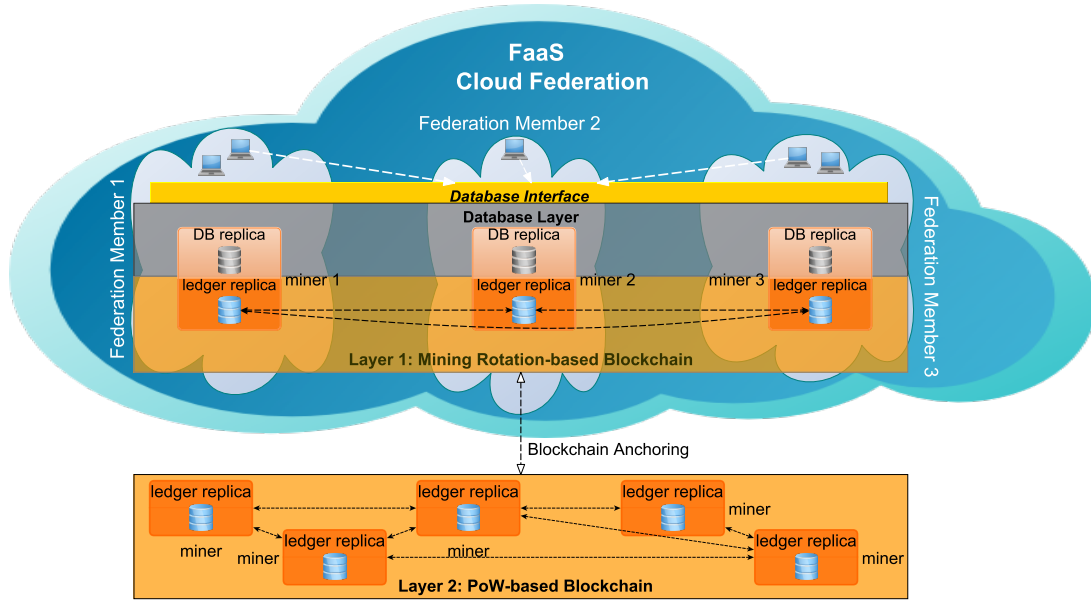 FaaS
Cloud Federation
Federation Member 2
Federation Member 1
Federation Member 3
Database Interface
Database Layer
DB replica
DB replica
DB replica
miner 1
miner 2
miner 3
ledger replica
ledger replica
ledger replica
Layer 1: Mining Rotation-based Blockchain
Blockchain Anchoring
ledger replica
ledger replica
ledger replica
miner
miner
miner
miner
ledger replica
ledger replica
miner
Layer 2: PoW-based Blockchain